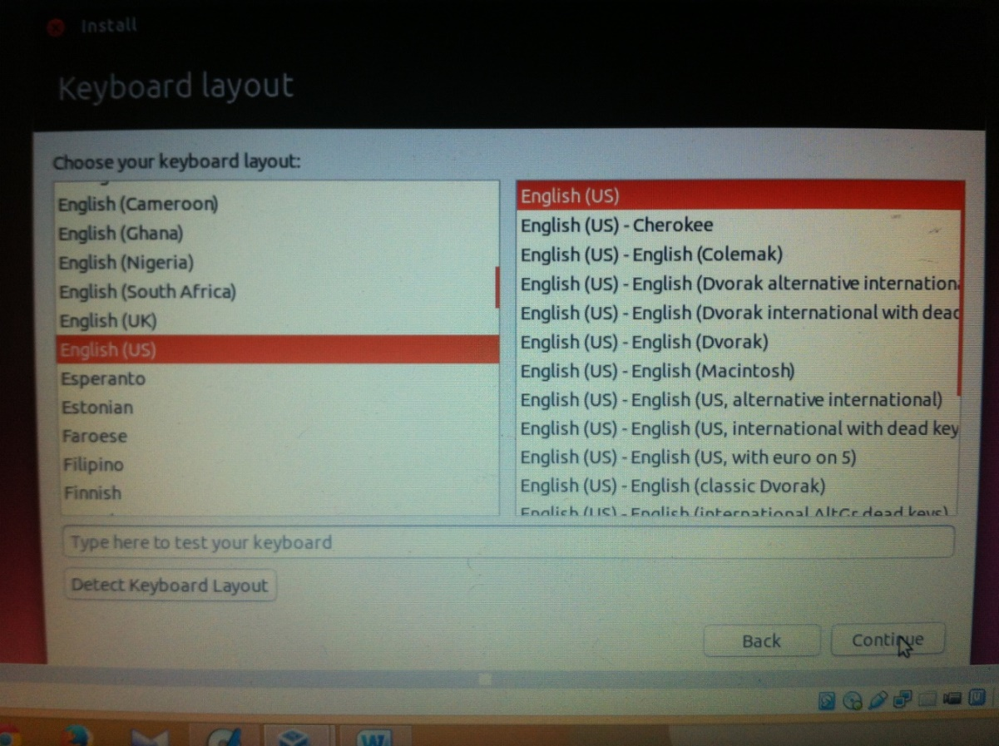 Install
Keyboard layout
Choose your keyboard layout:
English (Cameroon)
English (Ghana)
English (Nigeria)
English (South Africa)
English (UK)
English (US)
Esperanto
Estonian
Faroese
Filipino
Finnish
English (US)
English (US) - Cherokee
English (US) - English (Colemak)
English (US) - English (Dvorak alternative internation
English (US) - English (Dvorak international with dead
English (US) - English (Dvorak)
English (US) - English (Macintosh)
English (US) - English (US, alternative international)
English (US) - English (US, international with dead key
English (US) - English (US, with euro on 5)
English (US) - English (classic Dvorak)
English (US) - English (international AltGr dead keys)
Type here to test your keyboard
Detect Keyboard Layout
Back
Continue